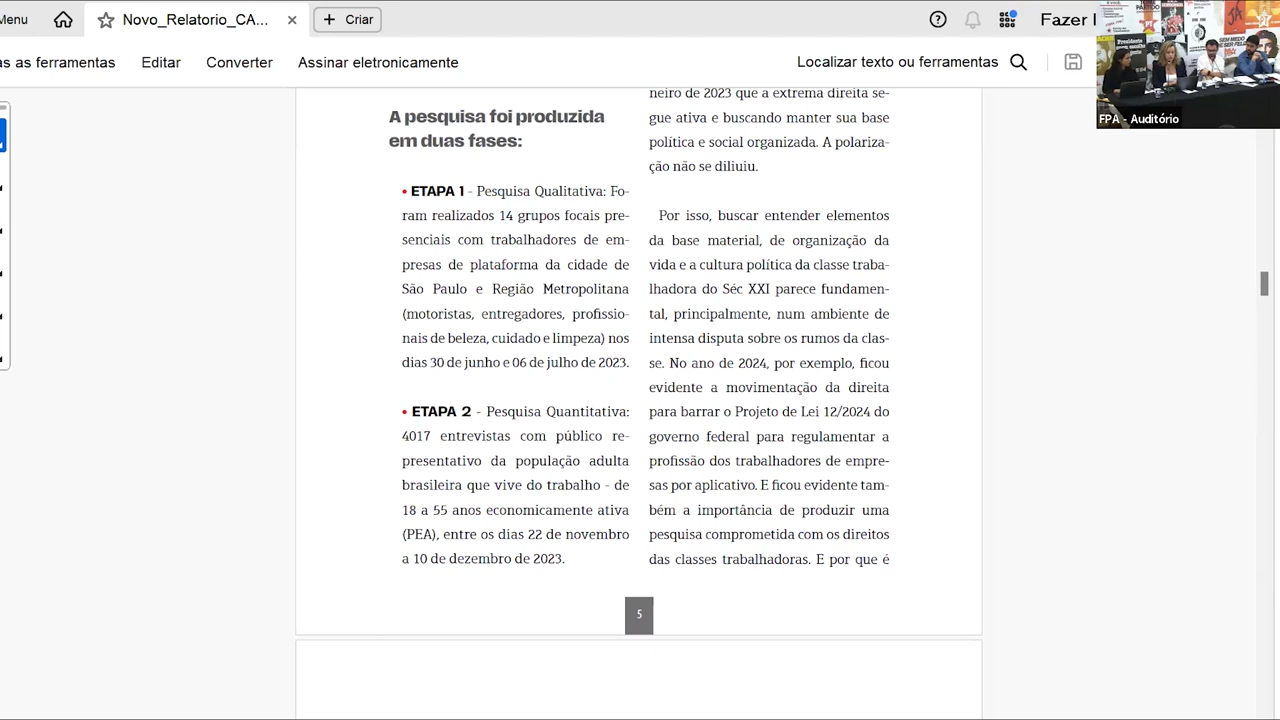 Menu
Novo_Relatorio_CA...
Criar
Fazer
as as ferramentas
Editar
Converter
Assinar eletronicamente
Localizar texto ou ferramentas
SEM MEDO
DE SER FELIZ
FPA - Auditório
A pesquisa foi produzida
em duas fases:
• ETAPA 1 - Pesquisa Qualitativa: Fo-
ram realizados 14 grupos focais pre-
senciais com trabalhadores de em-
presas de plataforma da cidade de
São Paulo e Região Metropolitana
(motoristas, entregadores, profissio-
nais de beleza, cuidado e limpeza) nos
dias 30 de junho e 06 de julho de 2023.
• ETAPA 2 - Pesquisa Quantitativa:
4017 entrevistas com público re-
presentativo da população adulta
brasileira que vive do trabalho - de
18 a 55 anos economicamente ativa
(PEA), entre os dias 22 de novembro
a 10 de dezembro de 2023.
neiro de 2023 que a extrema direita se-
gue ativa e buscando manter sua base
política e social organizada. A polariza-
ção não se diliuiu.
Por isso, buscar entender elementos
da base material, de organização da
vida e a cultura política da classe traba-
lhadora do Séc XXI parece fundamen-
tal, principalmente, num ambiente de
intensa disputa sobre os rumos da clas-
se. No ano de 2024, por exemplo, ficou
evidente a movimentação da direita
para barrar o Projeto de Lei 12/2024 do
governo federal para regulamentar a
profissão dos trabalhadores de empre-
sas por aplicativo. E ficou evidente tam-
bém a importância de produzir uma
pesquisa comprometida com os direitos
das classes trabalhadoras. E por que é
5